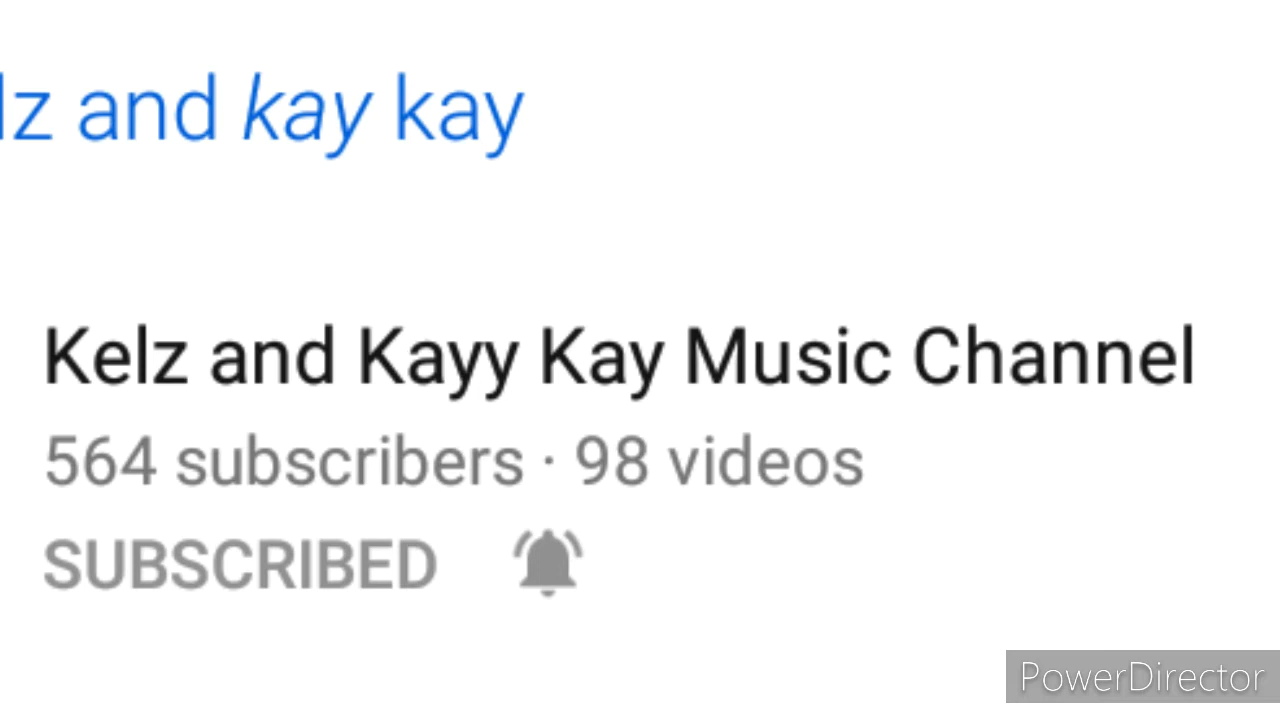 lz and kay kay
Kelz and Kayy Kay Music Channel
564 subscribers · 98 videos
SUBSCRIBED
PowerDirector